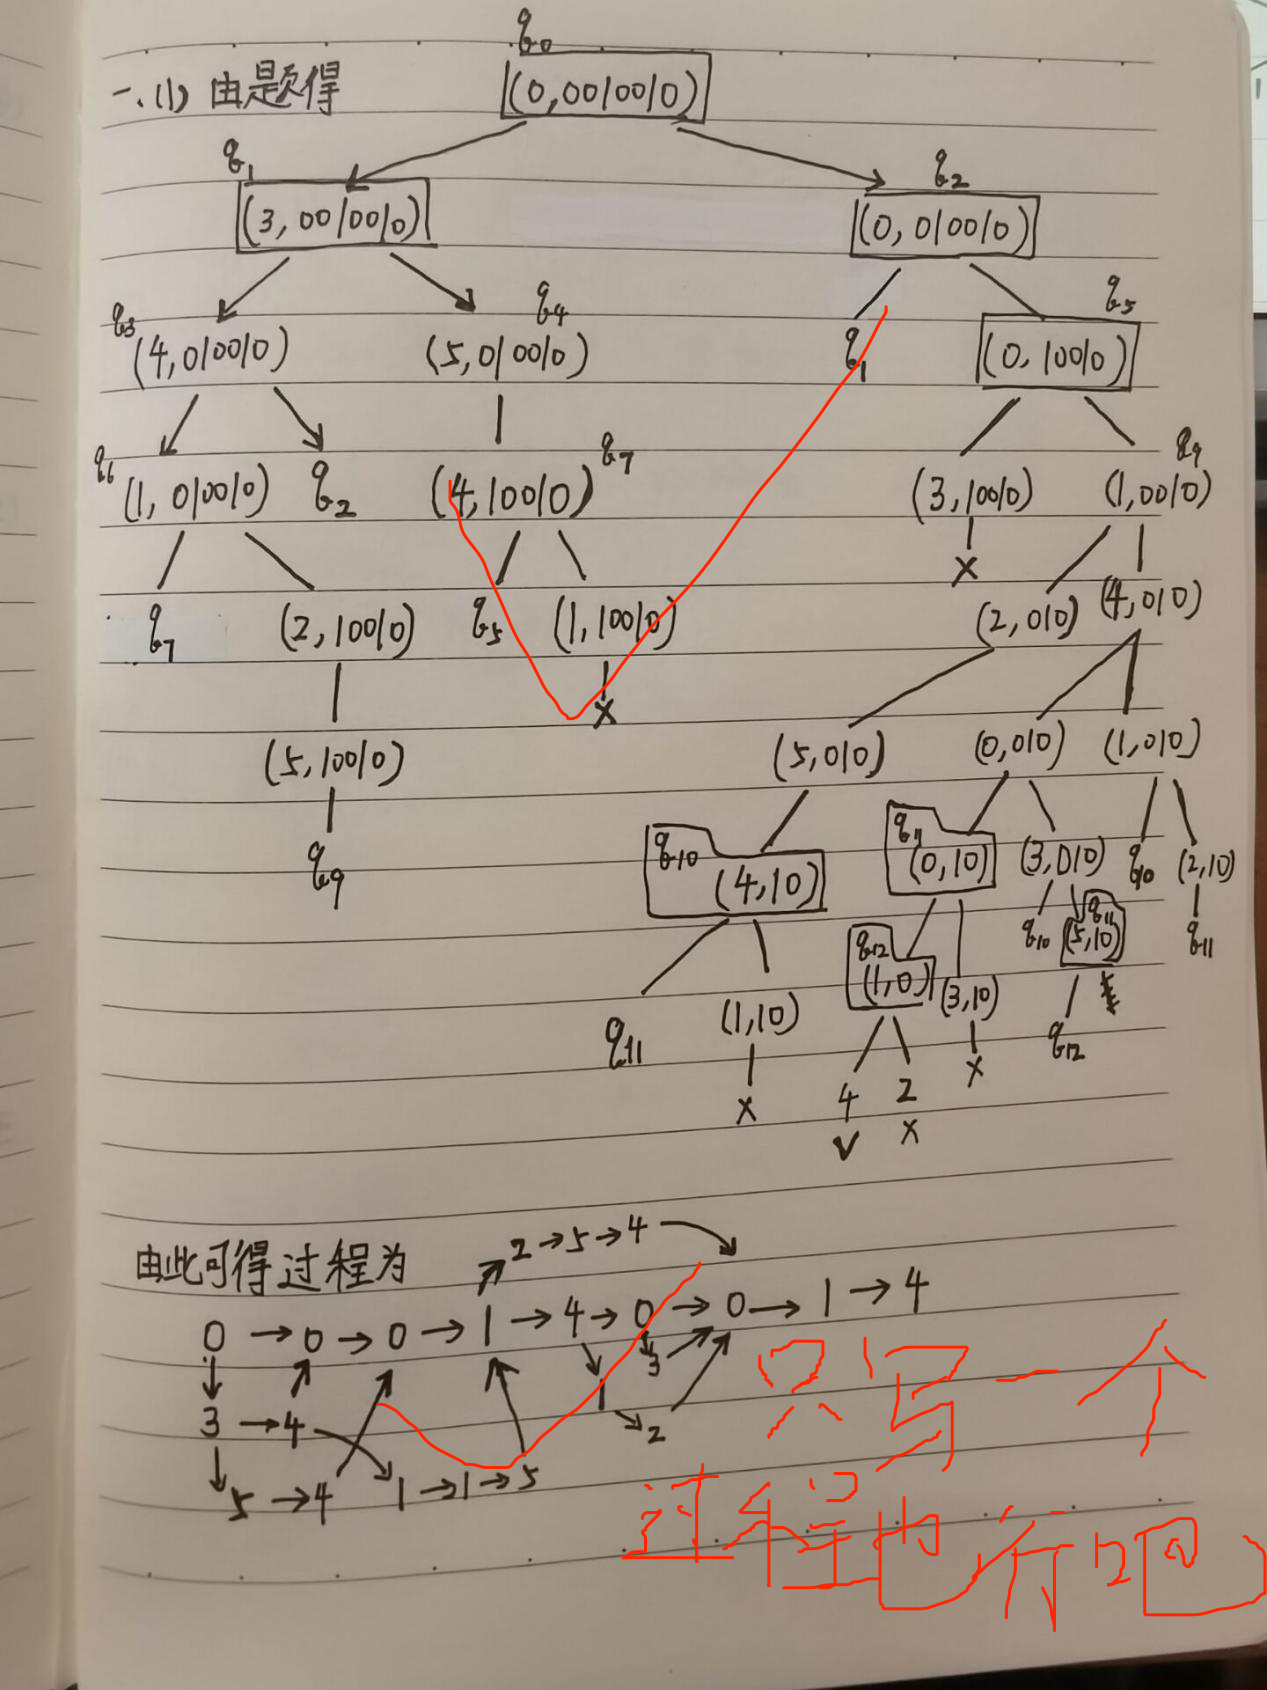 q0
一、(1) 由题得
(0,0010010)
q1 q2
(3,0010010) (0,010010)
q3 q4 q5
(4,010010) (5,010010) q1 (0,10010)
q6 q7 q9
(1,010010) q2 (4,10010) (3,10010) (1,0010)
×
q7 (2,10010) q5 (1,10010) (2,010) (4,010)
×
(5,10010) (5,010) (0,010) (1,010)
q9 q10 (4,10) q11 (0,10) (3,010) q10 (2,10)
q10 q11 (5,10) q11
q11 (1,10) q12 (1,0) (3,10) q12
× 4 2 ×
√ ×
由此可得过程为
2→5→4
0→0→0→1→4→0→0→1→4
3
3→4 1
→2
5→4 1→1→5
只写一个
过程也行